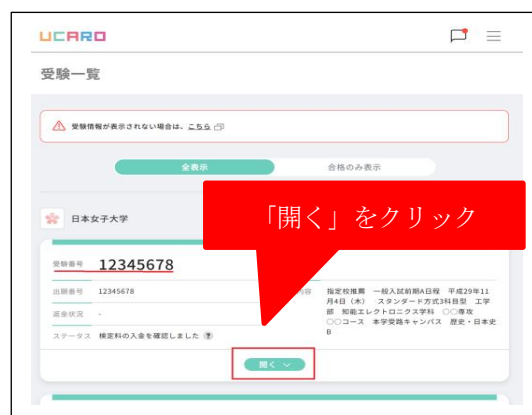 UCARO
受験一覧
受験情報が表示されない場合は、こちら
全表示 合格のみ表示
日本女子大学
「開く」をクリック
受験番号 12345678
出願番号 12345678
内容 指定校推薦 一般入試前期A日程 平成29年11
月4日（木） スタンダード方式3科目型 工学
部 知能エレクトロニクス学科 〇〇専攻
〇〇コース 本学受験キャンパス 歴史・日本史
B
返金状況 -
ステータス 検定料の入金を確認しました ?
開く